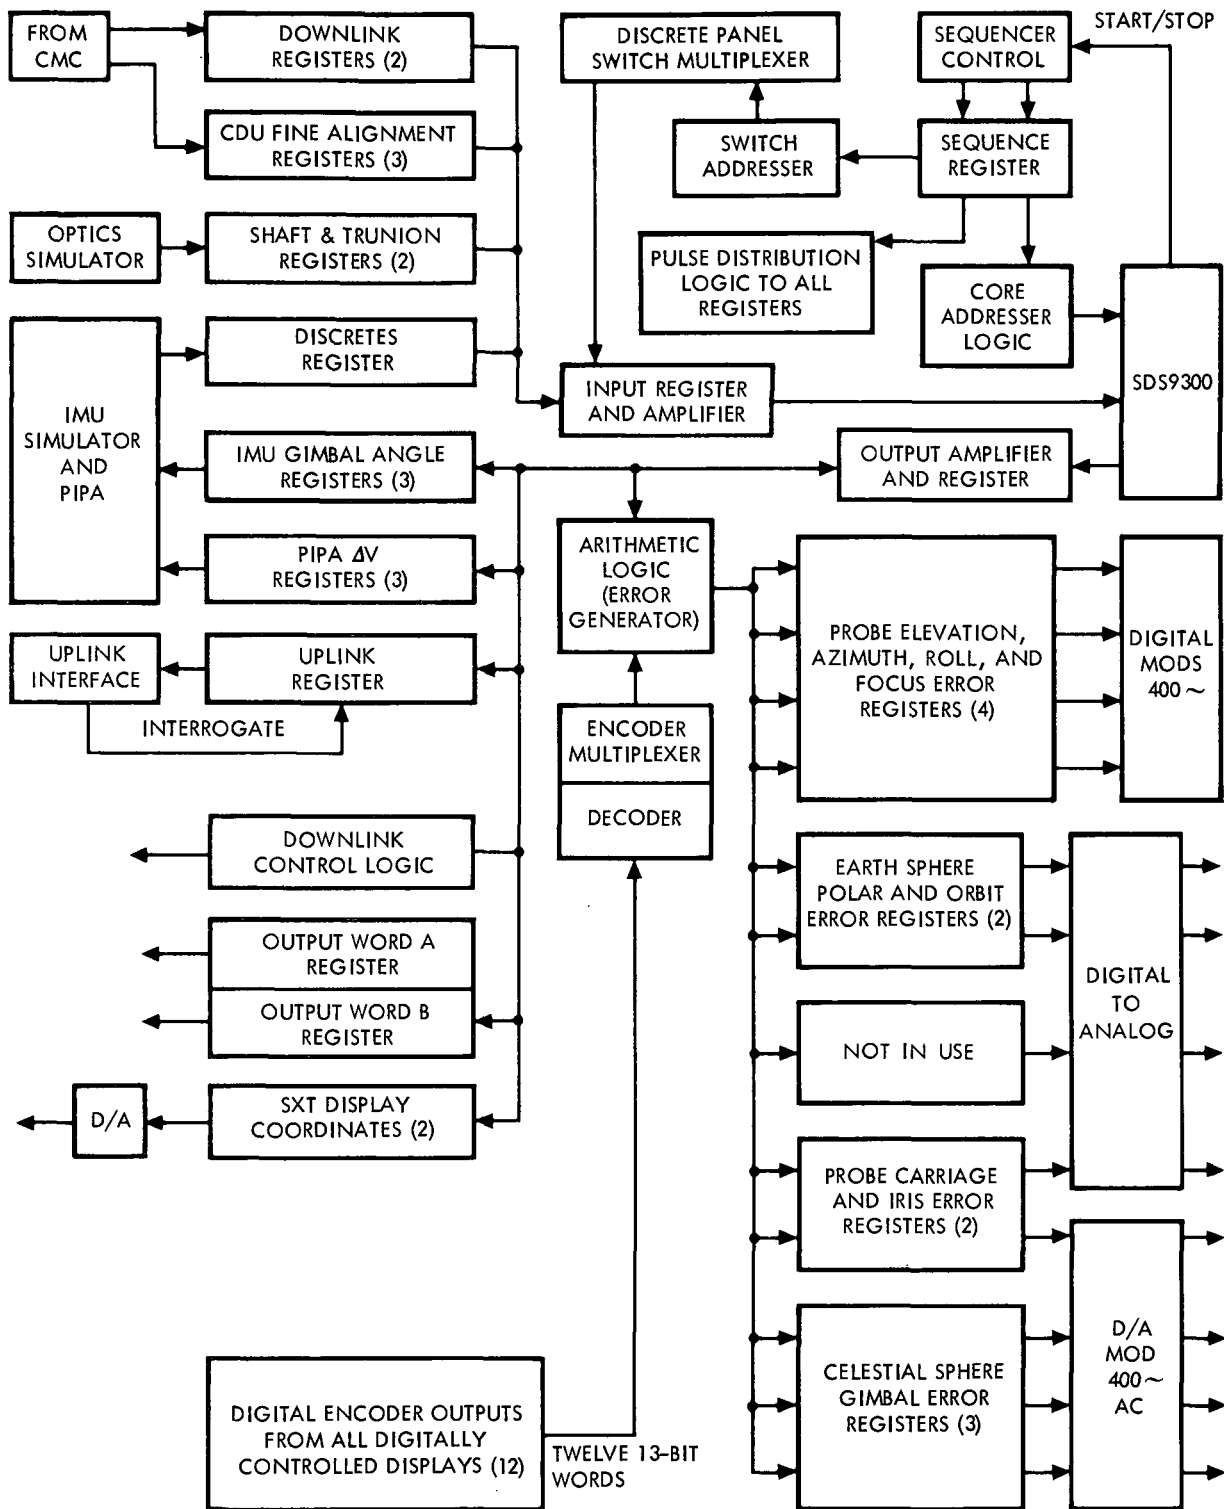 FROM
CMC
DOWNLINK
REGISTERS (2)
DISCRETE PANEL
SWITCH MULTIPLEXER
SEQUENCER
CONTROL
START/STOP
CDU FINE ALIGNMENT
REGISTERS (3)
SWITCH
ADDRESSER
SEQUENCE
REGISTER
OPTICS
SIMULATOR
SHAFT & TRUNION
REGISTERS (2)
PULSE DISTRIBUTION
LOGIC TO ALL
REGISTERS
CORE
ADDRESSER
LOGIC
SDS9300
IMU
SIMULATOR
AND
PIPA
DISCRETES
REGISTER
INPUT REGISTER
AND AMPLIFIER
IMU GIMBAL ANGLE
REGISTERS (3)
OUTPUT AMPLIFIER
AND REGISTER
PIPA ΔV
REGISTERS (3)
ARITHMETIC
LOGIC
(ERROR
GENERATOR)
PROBE ELEVATION,
AZIMUTH, ROLL, AND
FOCUS ERROR
REGISTERS (4)
DIGITAL
MODS
400~
UPLINK
INTERFACE
UPLINK
REGISTER
INTERROGATE
ENCODER
MULTIPLEXER
DECODER
DOWNLINK
CONTROL LOGIC
EARTH SPHERE
POLAR AND ORBIT
ERROR REGISTERS (2)
DIGITAL
TO
ANALOG
OUTPUT WORD A
REGISTER
OUTPUT WORD B
REGISTER
NOT IN USE
D/A
SXT DISPLAY
COORDINATES (2)
PROBE CARRIAGE
AND IRIS ERROR
REGISTERS (2)
D/A
MOD
400~
AC
CELESTIAL SPHERE
GIMBAL ERROR
REGISTERS (3)
DIGITAL ENCODER OUTPUTS
FROM ALL DIGITALLY
CONTROLLED DISPLAYS (12)
TWELVE 13-BIT
WORDS